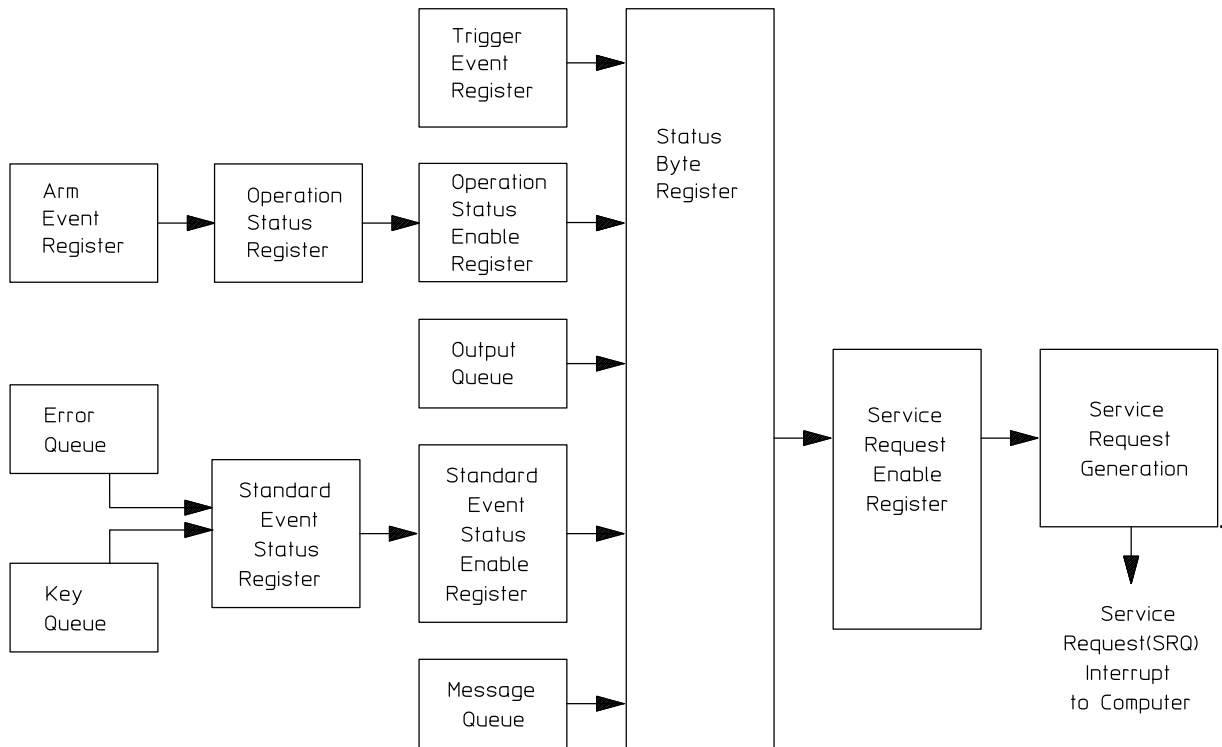 Trigger
Event
Register
Status
Byte
Register
Arm
Event
Register
Operation
Status
Register
Operation
Status
Enable
Register
Output
Queue
Error
Queue
Key
Queue
Standard
Event
Status
Register
Standard
Event
Status
Enable
Register
Message
Queue
Service
Request
Enable
Register
Service
Request
Generation
Service
Request(SRQ)
Interrupt
to Computer